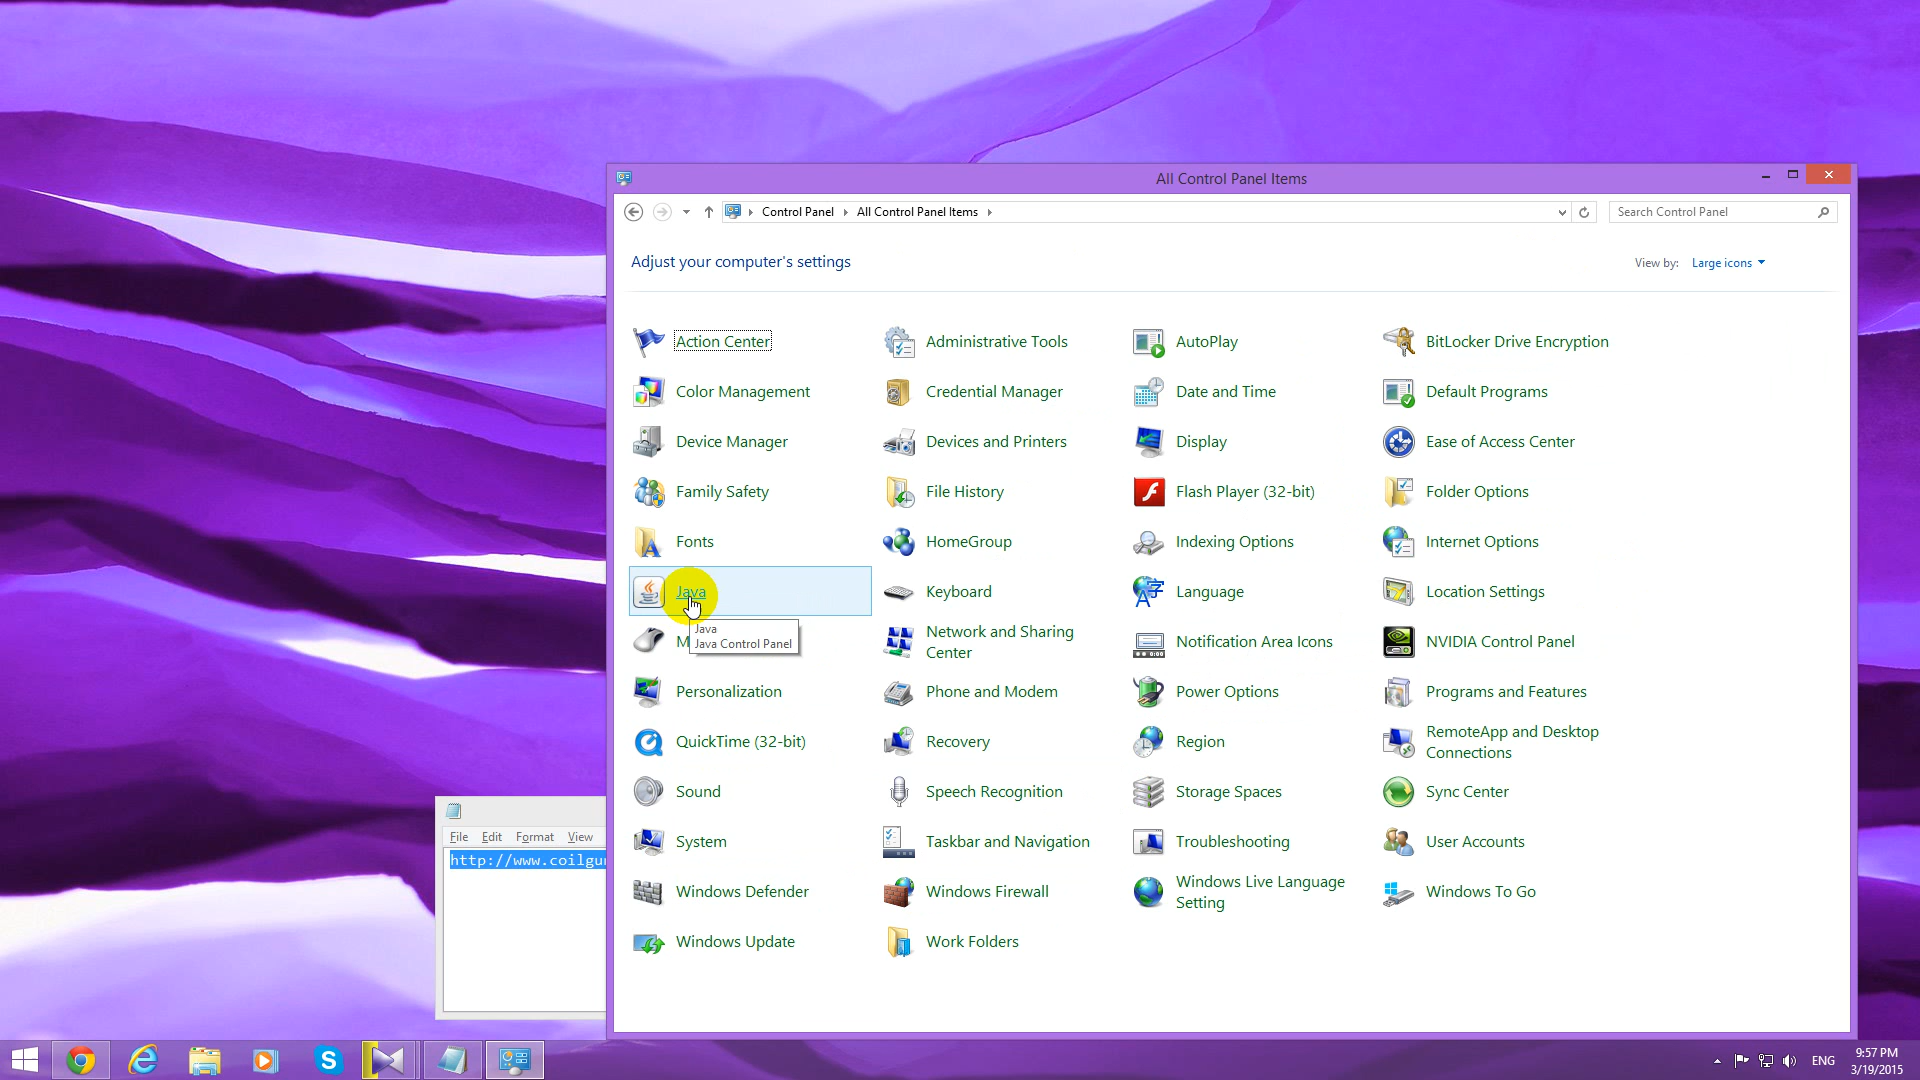 All Control Panel Items
Control Panel
All Control Panel Items
Search Control Panel
Adjust your computer's settings
View by:
Large icons
Action Center
Administrative Tools
AutoPlay
BitLocker Drive Encryption
Color Management
Credential Manager
Date and Time
Default Programs
Device Manager
Devices and Printers
Display
Ease of Access Center
Family Safety
File History
Flash Player (32-bit)
Folder Options
Fonts
HomeGroup
Indexing Options
Internet Options
Java
Keyboard
Language
Location Settings
Java
Java Control Panel
M
Network and Sharing
Center
Notification Area Icons
NVIDIA Control Panel
Personalization
Phone and Modem
Power Options
Programs and Features
QuickTime (32-bit)
Recovery
Region
RemoteApp and Desktop
Connections
Sound
Speech Recognition
Storage Spaces
Sync Center
System
Taskbar and Navigation
Troubleshooting
User Accounts
Windows Defender
Windows Firewall
Windows Live Language
Setting
Windows To Go
Windows Update
Work Folders
File Edit Format View
http://www.coilgu
ENG
9:57 PM
3/19/2015